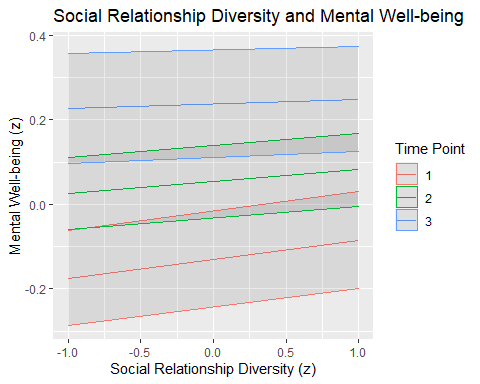 Social Relationship Diversity and Mental Well-being
0.4
0.2
0.0
-0.2
Mental Well-being (z)
-1.0 -0.5 0.0 0.5 1.0
Social Relationship Diversity (z)
Time Point
1
2
3